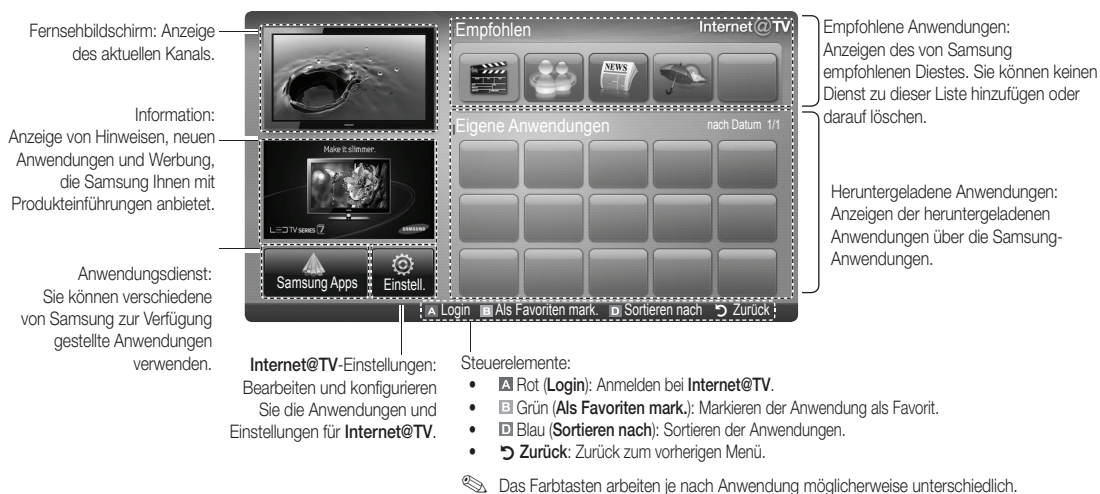 Fernsehbildschirm: Anzeige
des aktuellen Kanals.
Information:
Anzeige von Hinweisen, neuen
Anwendungen und Werbung,
die Samsung Ihnen mit
Produkteinführungen anbietet.
Anwendungsdienst:
Sie können verschiedene
von Samsung zur Verfügung
gestellte Anwendungen
verwenden.
Make it slimmer.
LED TV SERIES 7
SAMSUNG
Samsung Apps
Einstell.
Empfohlen
Internet@TV
NEWS
Eigene Anwendungen
nach Datum 1/1
A Login B Als Favoriten mark. D Sortieren nach Zurück
Empfohlene Anwendungen:
Anzeigen des von Samsung
empfohlenen Diestes. Sie können keinen
Dienst zu dieser Liste hinzufügen oder
darauf löschen.
Heruntergeladene Anwendungen:
Anzeigen der heruntergeladenen
Anwendungen über die Samsung-
Anwendungen.
Internet@TV-Einstellungen:
Bearbeiten und konfigurieren
Sie die Anwendungen und
Einstellungen für Internet@TV.
Steuerelemente:
• A Rot (Login): Anmelden bei Internet@TV.
• B Grün (Als Favoriten mark.): Markieren der Anwendung als Favorit.
• D Blau (Sortieren nach): Sortieren der Anwendungen.
• Zurück: Zurück zum vorherigen Menü.
Das Farbtasten arbeiten je nach Anwendung möglicherweise unterschiedlich.